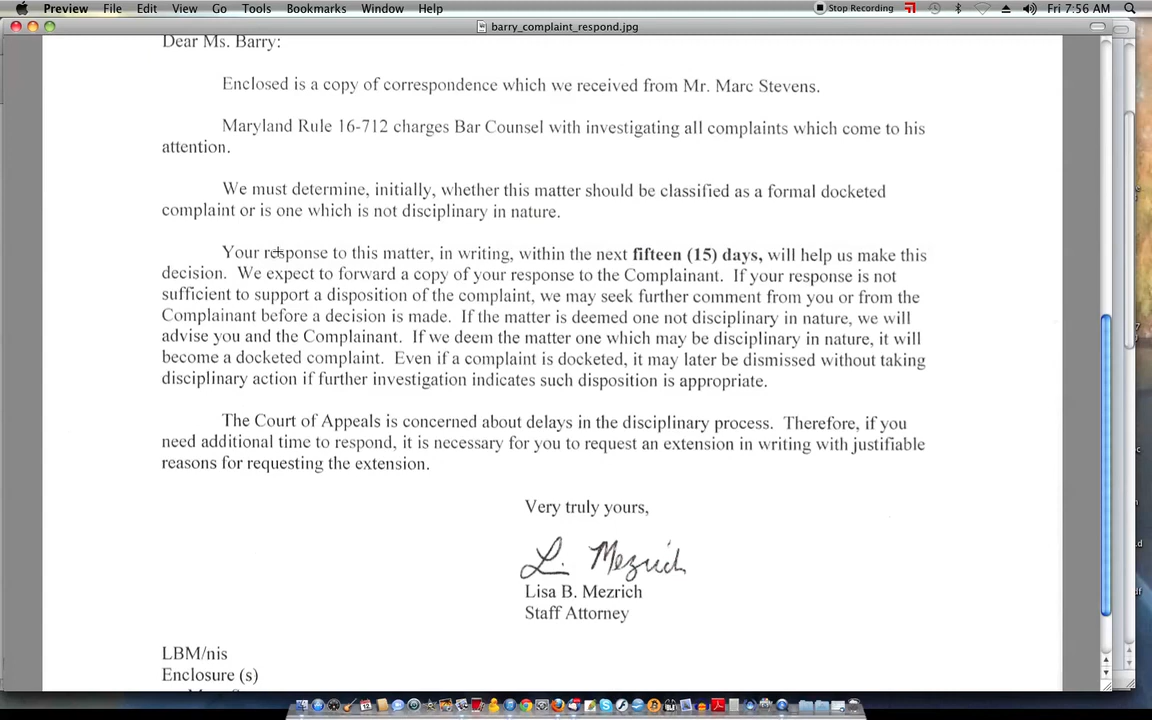 Preview File Edit View Go Tools Bookmarks Window Help Stop Recording Fri 7:56 AM
barry_complaint_respond.jpg
Dear Ms. Barry:
Enclosed is a copy of correspondence which we received from Mr. Marc Stevens.
Maryland Rule 16-712 charges Bar Counsel with investigating all complaints which come to his
attention.
We must determine, initially, whether this matter should be classified as a formal docketed
complaint or is one which is not disciplinary in nature.
Your response to this matter, in writing, within the next fifteen (15) days, will help us make this
decision. We expect to forward a copy of your response to the Complainant. If your response is not
sufficient to support a disposition of the complaint, we may seek further comment from you or from the
Complainant before a decision is made. If the matter is deemed one not disciplinary in nature, we will
advise you and the Complainant. If we deem the matter one which may be disciplinary in nature, it will
become a docketed complaint. Even if a complaint is docketed, it may later be dismissed without taking
disciplinary action if further investigation indicates such disposition is appropriate.
The Court of Appeals is concerned about delays in the disciplinary process. Therefore, if you
need additional time to respond, it is necessary for you to request an extension in writing with justifiable
reasons for requesting the extension.
Very truly yours,
L. Mezrich
Lisa B. Mezrich
Staff Attorney
LBM/nis
Enclosure (s)